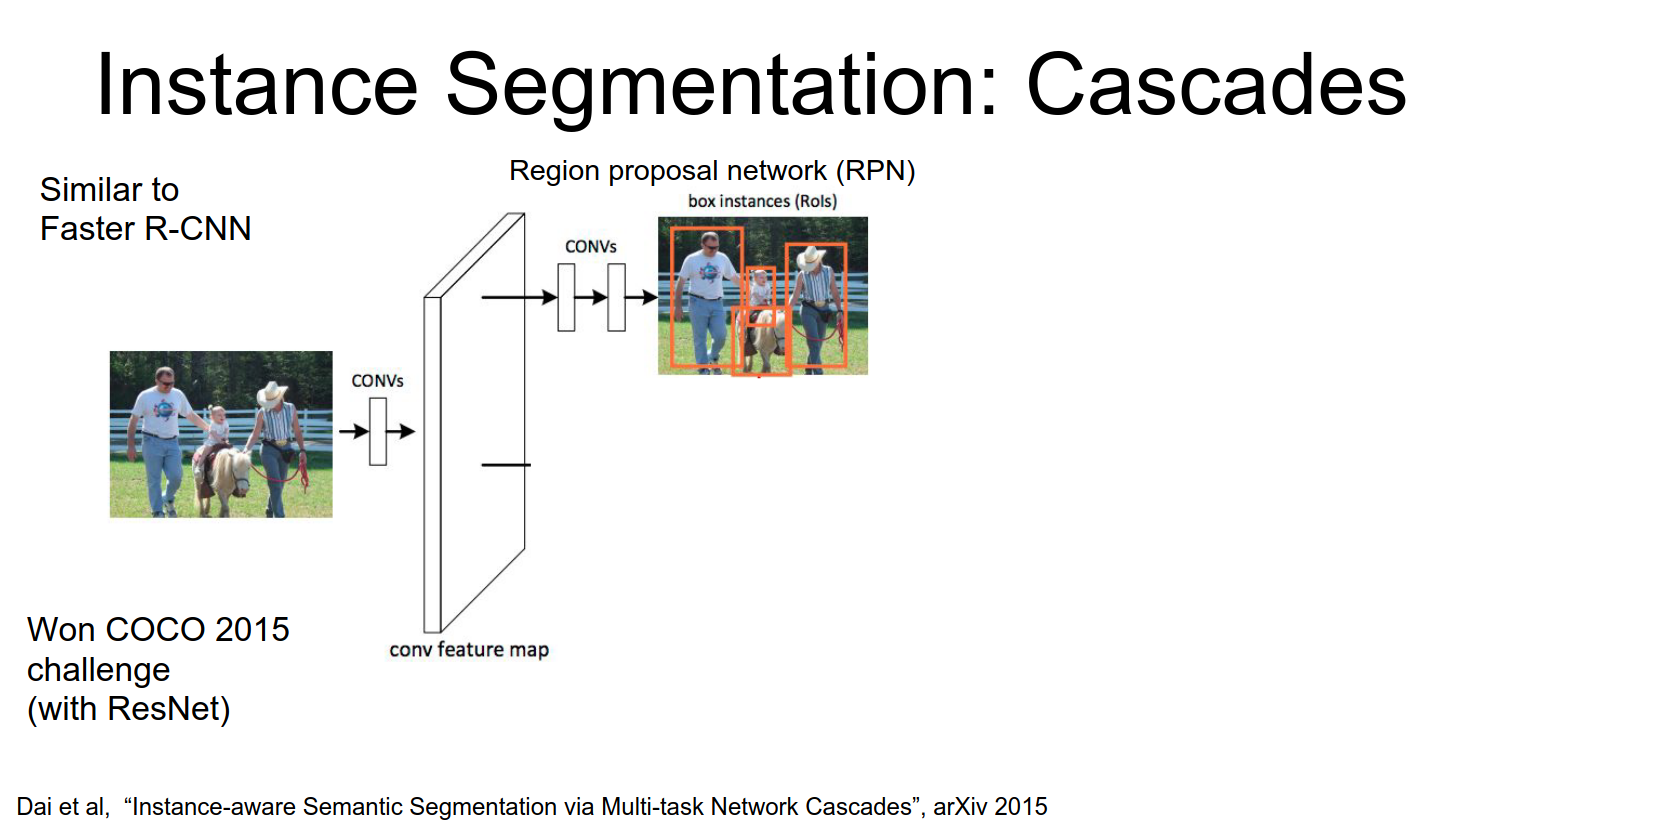 Instance Segmentation: Cascades
Similar to
Faster R-CNN
Region proposal network (RPN)
box instances (RoIs)
CONVs
CONVs
conv feature map
Won COCO 2015
challenge
(with ResNet)
Dai et al,  “Instance-aware Semantic Segmentation via Multi-task Network Cascades”, arXiv 2015